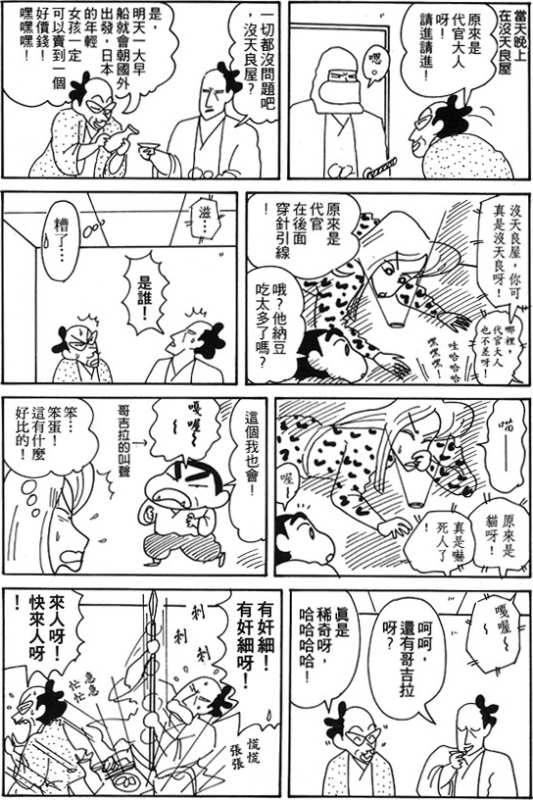 當天晚上
在沒天良屋
原來是
代官大人
請進請進！
嗯。
一切都沒問題吧
，沒天良屋？
是，
明天一大早
船就會朝國外
出發，日本
的年輕
女孩一定
可以賣到一個
好價錢！
嘿嘿嘿！
沒天良屋，你可
真是沒天良呀！
哪裡，
代官大人
也不差呀！
哇哈哈哈
嘿嘿嘿！
原來是
代官
在後面
穿針引線
！
哦？他納豆
吃太多了嗎？
滋…
糟了…
是誰！
喵——
原來是
貓呀！
真是嚇
死人了
！
喔～
這個我也會！
嘎喔～～
哥吉拉的叫聲
笨…
笨蛋！
這有什麼
好比的！
嘎喔～～
呵呵，
還有哥吉拉
呀？
真是
稀奇呀，
哈哈哈哈！
有奸細！
有奸細呀！
刺
刺
刺
慌慌
張張
來人呀！
快來人呀
！
急急
忙忙